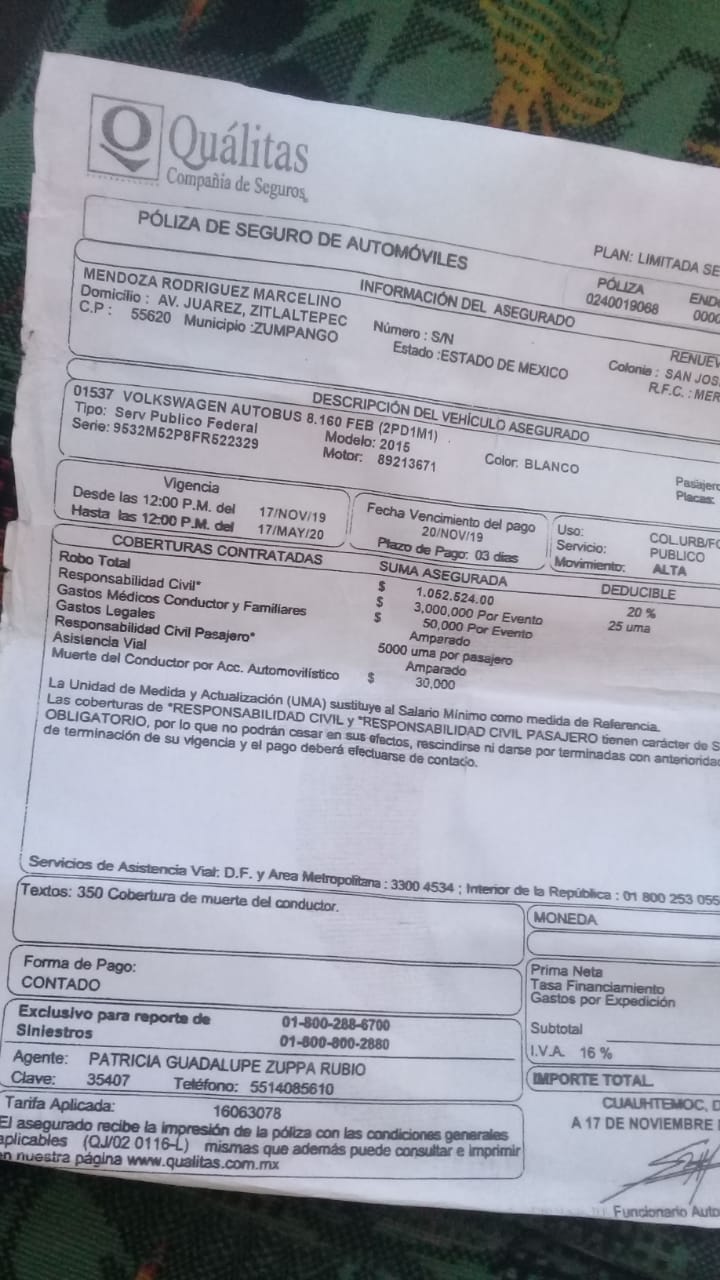 Quálitas
Compañia de Seguros
PÓLIZA DE SEGURO DE AUTOMÓVILES
PLAN: LIMITADA SE
PÓLIZA
0240019068
0000
INFORMACIÓN DEL ASEGURADO
MENDOZA RODRIGUEZ MARCELINO
RENUEV
Domicilio : AV. JUAREZ, ZITLALTEPEC
Número : S/N
Colonia : SAN JOS
C.P : 55620 Municipio :ZUMPANGO
Estado :ESTADO DE MEXICO
R.F.C. : MER
DESCRIPCIÓN DEL VEHÍCULO ASEGURADO
01537 VOLKSWAGEN AUTOBUS 8.160 FEB (2PD1M1)
Tipo: Serv Publico Federal
Modelo: 2015
Color: BLANCO
Pasajero
Serie: 9532M52P8FR522329
Motor: 89213671
Placas:
Vigencia
Desde las 12:00 P.M. del 17/NOV/19
Hasta las 12:00 P.M. del 17/MAY/20
Fecha Vencimiento del pago
20/NOV/19
Plazo de Pago: 03 dias
Uso: COL.URB/FO
Servicio: PUBLICO
Movimiento: ALTA
COBERTURAS CONTRATADAS SUMA ASEGURADA DEDUCIBLE
Robo Total $ 1,052,524.00 20 %
Responsabilidad Civil* $ 3,000,000 Por Evento 25 uma
Gastos Médicos Conductor y Familiares $ 50,000 Por Evento
Gastos Legales Amparado
Responsabilidad Civil Pasajero* 5000 uma por pasajero
Asistencia Vial Amparado
Muerte del Conductor por Acc. Automovilístico $ 30,000
La Unidad de Medida y Actualización (UMA) sustituye al Salario Mínimo como medida de Referencia.
Las coberturas de *RESPONSABILIDAD CIVIL y *RESPONSABILIDAD CIVIL PASAJERO tienen carácter de S
OBLIGATORIO, por lo que no podrán cesar en sus efectos, rescindirse ni darse por terminadas con anteriorida
de terminación de su vigencia y el pago deberá efectuarse de contado.
Servicios de Asistencia Vial: D.F. y Area Metropolitana : 3300 4534 ; Interior de la República : 01 800 253 055
Textos: 350 Cobertura de muerte del conductor.
MONEDA
Forma de Pago:
CONTADO
Prima Neta
Tasa Financiamiento
Gastos por Expedición
Subtotal
I.V.A. 16 %
IMPORTE TOTAL
Exclusivo para reporte de
Siniestros
01-800-288-6700
01-800-800-2880
Agente: PATRICIA GUADALUPE ZUPPA RUBIO
Clave: 35407 Teléfono: 5514085610
Tarifa Aplicada: 16063078
CUAUHTEMOC, D
A 17 DE NOVIEMBRE
El asegurado recibe la impresión de la póliza con las condiciones generales
aplicables (QJ/02 0116-L) mismas que además puede consultar e imprimir
en nuestra página www.qualitas.com.mx
Funcionario Auto